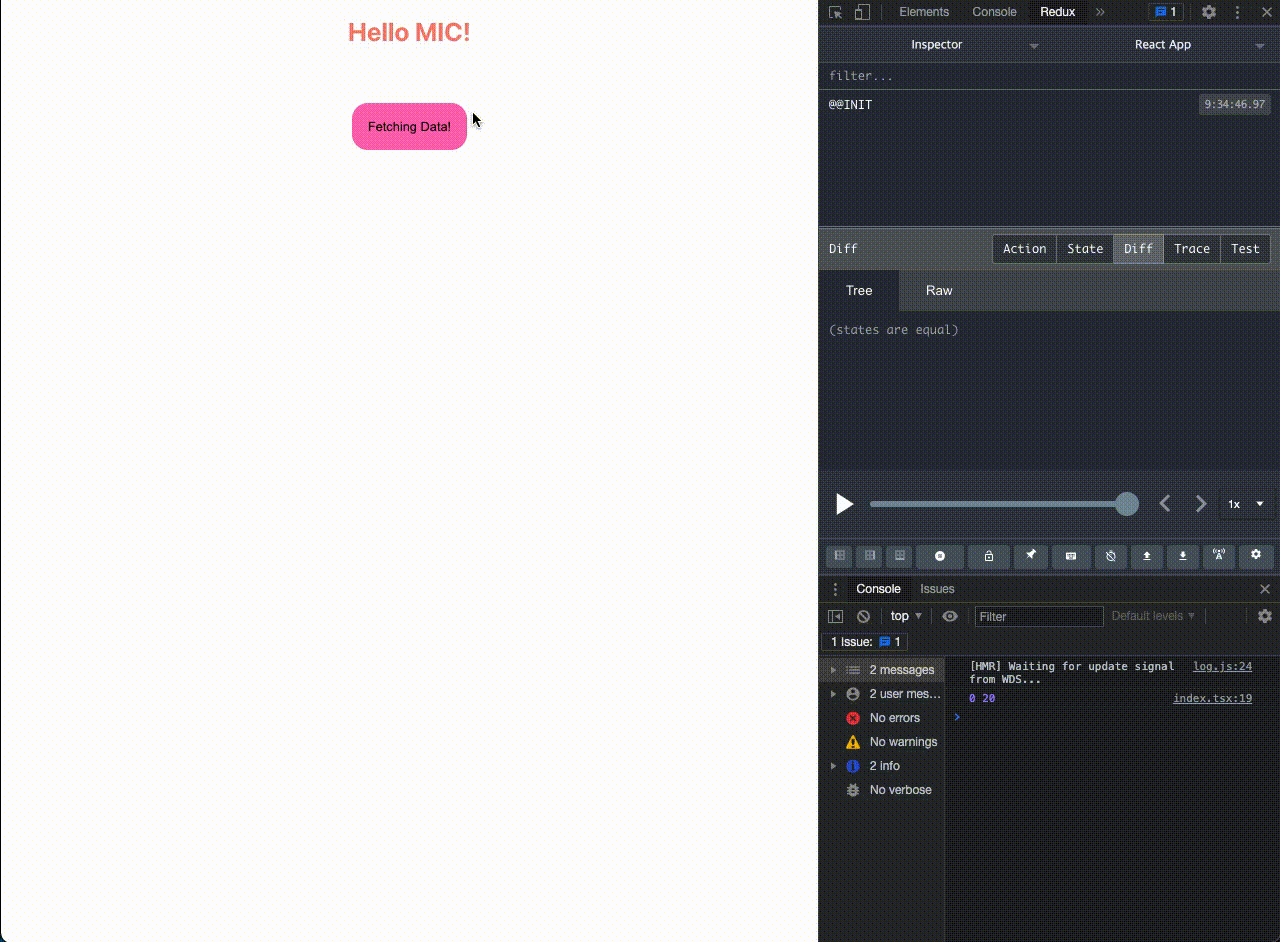 Hello MIC!
Fetching Data!
Elements Console Redux 1
Inspector React App
filter...
@@INIT 9:34:46.97
Diff Action State Diff Trace Test
Tree Raw
(states are equal)
1x
Console Issues
top Filter Default levels
1 Issue: 1
2 messages
2 user mes...
No errors
No warnings
2 info
No verbose
[HMR] Waiting for update signal log.js:24
from WDS...
0 20 index.tsx:19